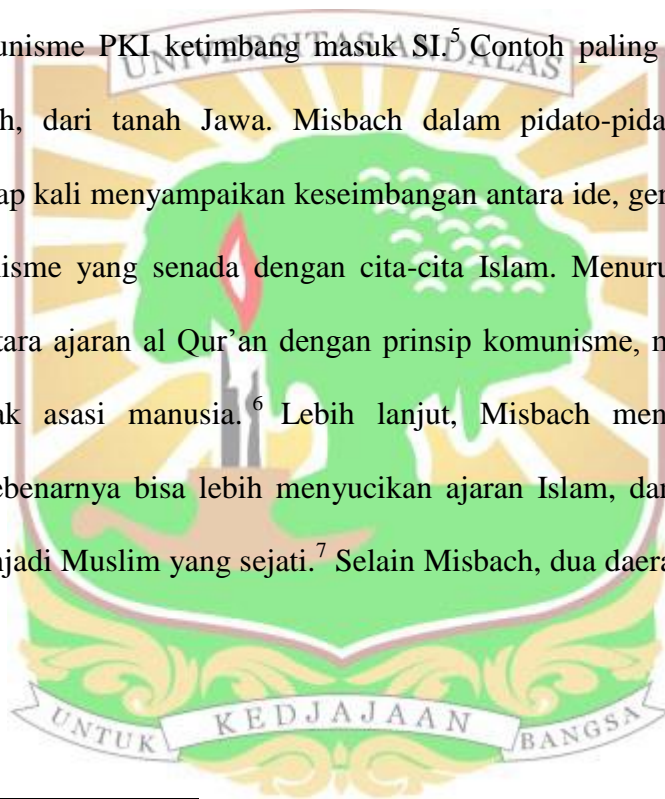 unisme PKI ketimbang masuk SI.5 Contoh paling
UNIVERSITAS ANDALAS
h, dari tanah Jawa. Misbach dalam pidato-pida
ap kali menyampaikan keseimbangan antara ide, ger
nisme yang senada dengan cita-cita Islam. Menuru
tara ajaran al Qur’an dengan prinsip komunisme, m
ak asasi manusia. 6 Lebih lanjut, Misbach men
ebenarnya bisa lebih menyucikan ajaran Islam, dan
njadi Muslim yang sejati.7 Selain Misbach, dua daera
UNTUK KEDJAJAAN BANGSA